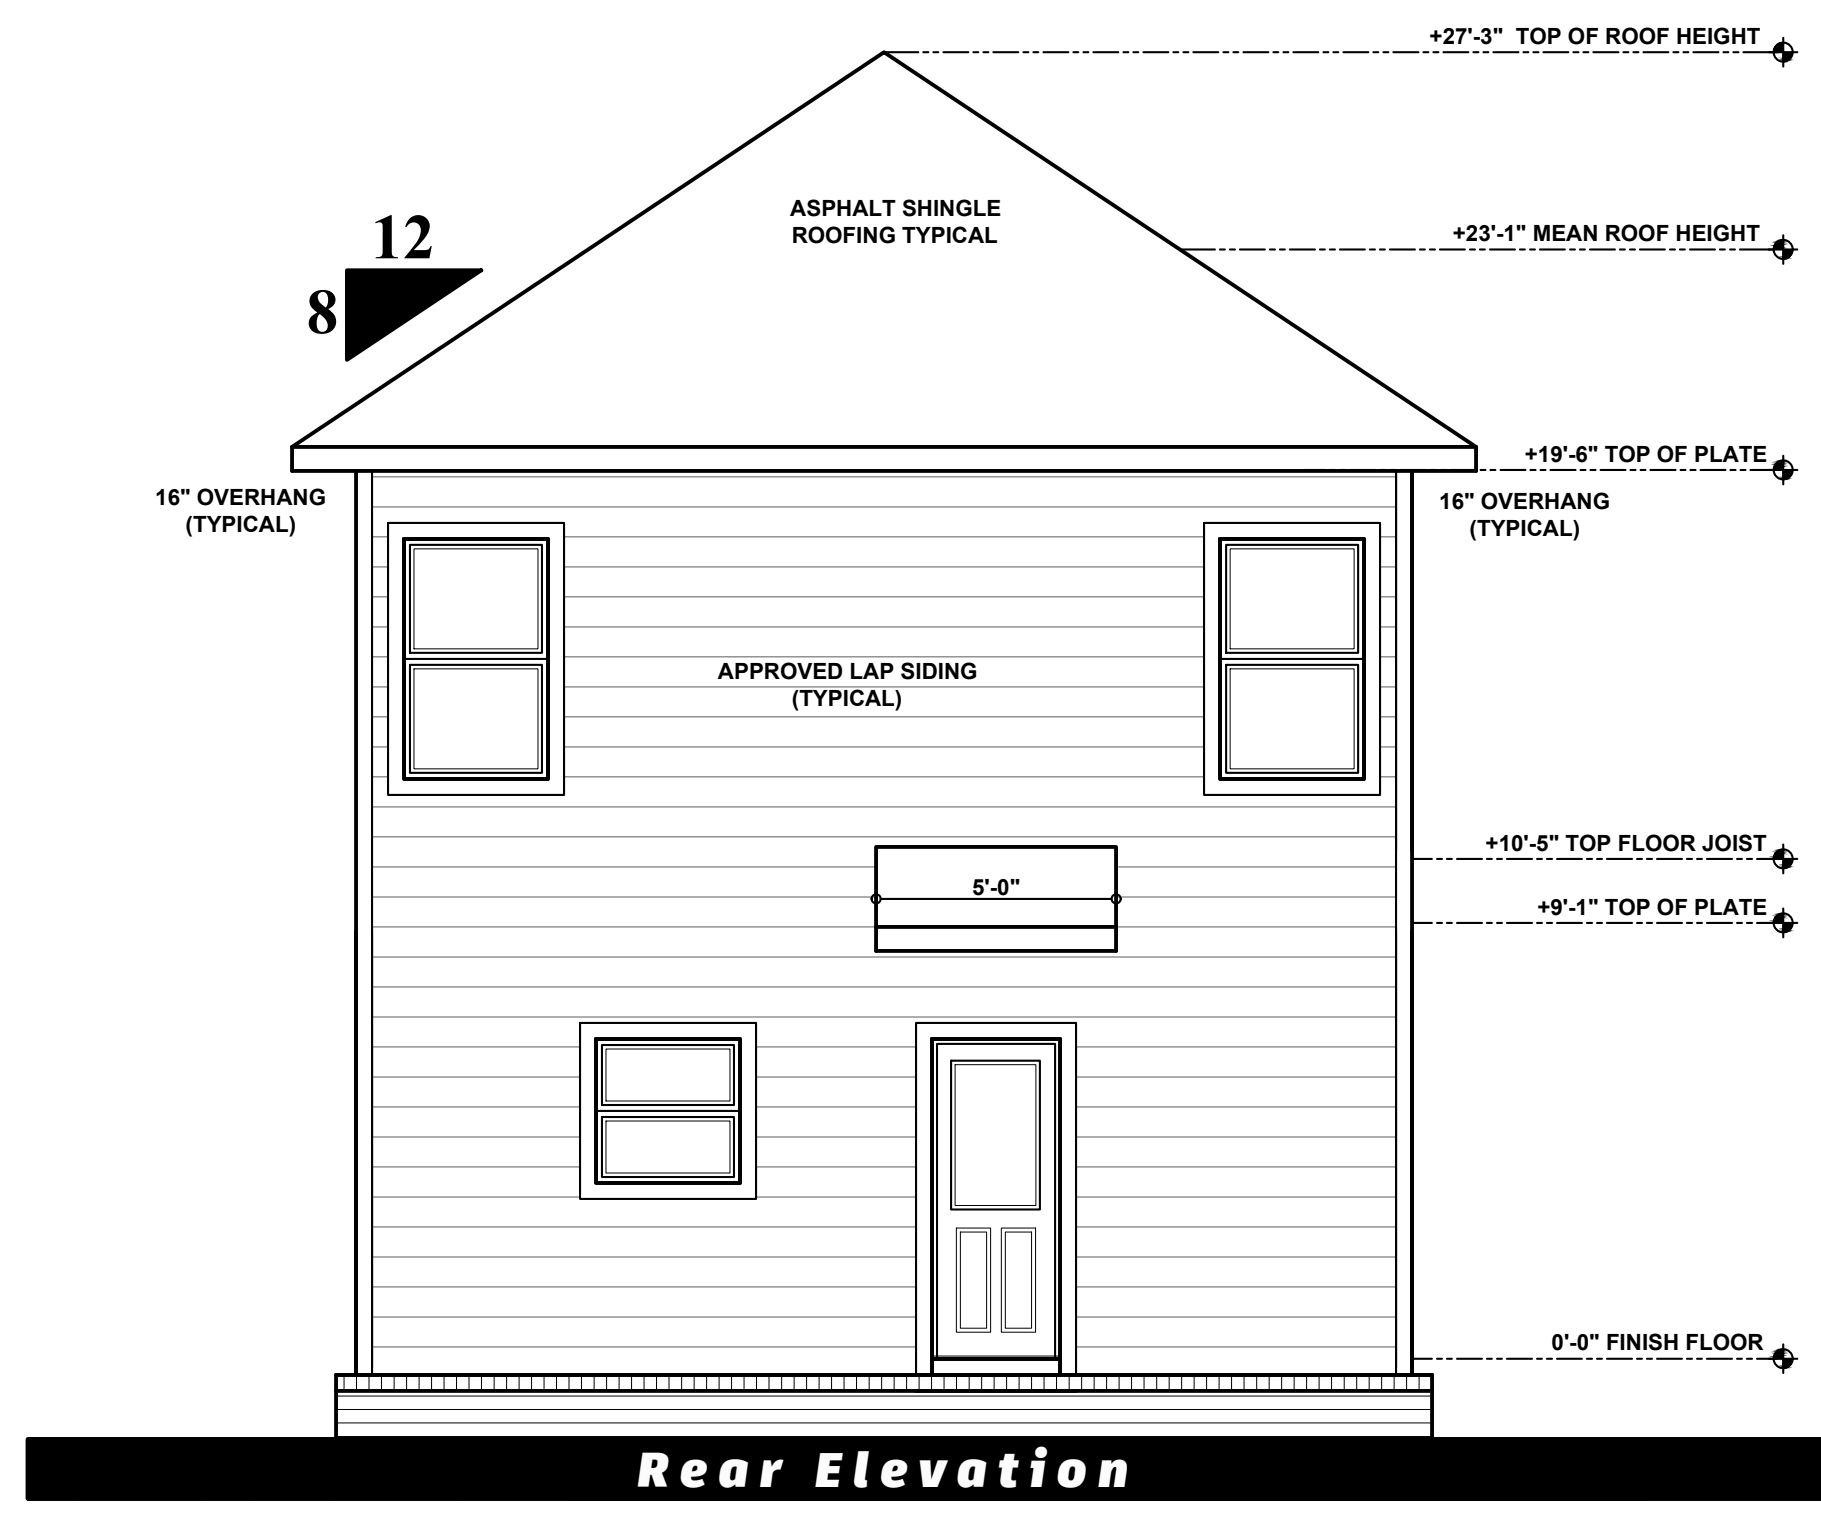 +27'-3" TOP OF ROOF HEIGHT
ASPHALT SHINGLE
ROOFING TYPICAL
12
+23'-1" MEAN ROOF HEIGHT
8
+19'-6" TOP OF PLATE
16" OVERHANG
(TYPICAL)
16" OVERHANG
(TYPICAL)
APPROVED LAP SIDING
(TYPICAL)
+10'-5" TOP FLOOR JOIST
5'-0"
+9'-1" TOP OF PLATE
0'-0" FINISH FLOOR
Rear Elevation